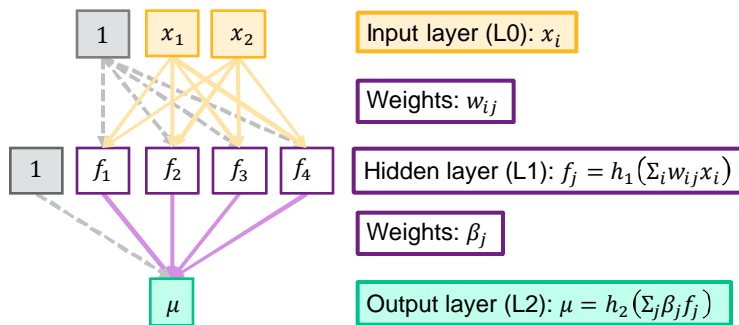 1 x₁ x₂ Input layer (L0): xᵢ
Weights: wᵢⱼ
1 f₁ f₂ f₃ f₄ Hidden layer (L1): fⱼ = h₁(Σᵢwᵢⱼxᵢ)
Weights: βⱼ
μ Output layer (L2): μ = h₂(Σⱼβⱼfⱼ)